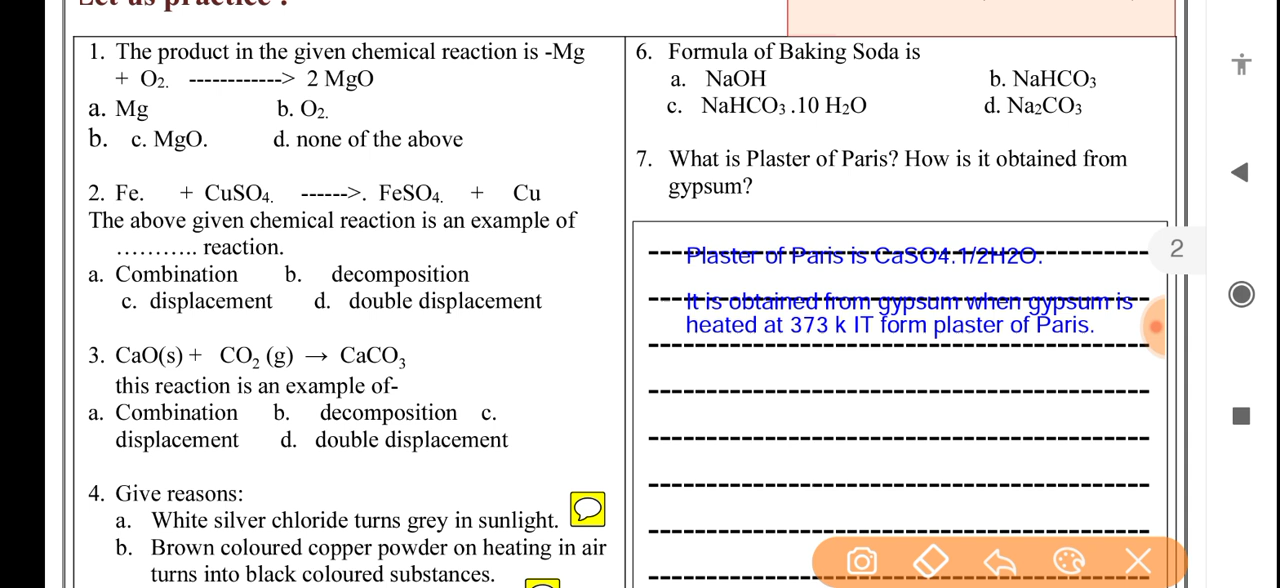 Let us practice :
1. The product in the given chemical reaction is -Mg
+ O₂. ------------> 2 MgO
a. Mg b. O₂.
b. c. MgO. d. none of the above
2. Fe. + CuSO₄. ------>. FeSO₄. + Cu
The above given chemical reaction is an example of
……….. reaction.
a. Combination b. decomposition
c. displacement d. double displacement
3. CaO(s) + CO₂ (g) → CaCO₃
this reaction is an example of-
a. Combination b. decomposition c.
displacement d. double displacement
4. Give reasons:
a. White silver chloride turns grey in sunlight.
b. Brown coloured copper powder on heating in air
turns into black coloured substances.
6. Formula of Baking Soda is
a. NaOH b. NaHCO₃
c. NaHCO₃ .10 H₂O d. Na₂CO₃
7. What is Plaster of Paris? How is it obtained from
gypsum?
Plaster of Paris is CaSO4.1/2H2O.
It is obtained from gypsum when gypsum is
heated at 373 k IT form plaster of Paris.
2